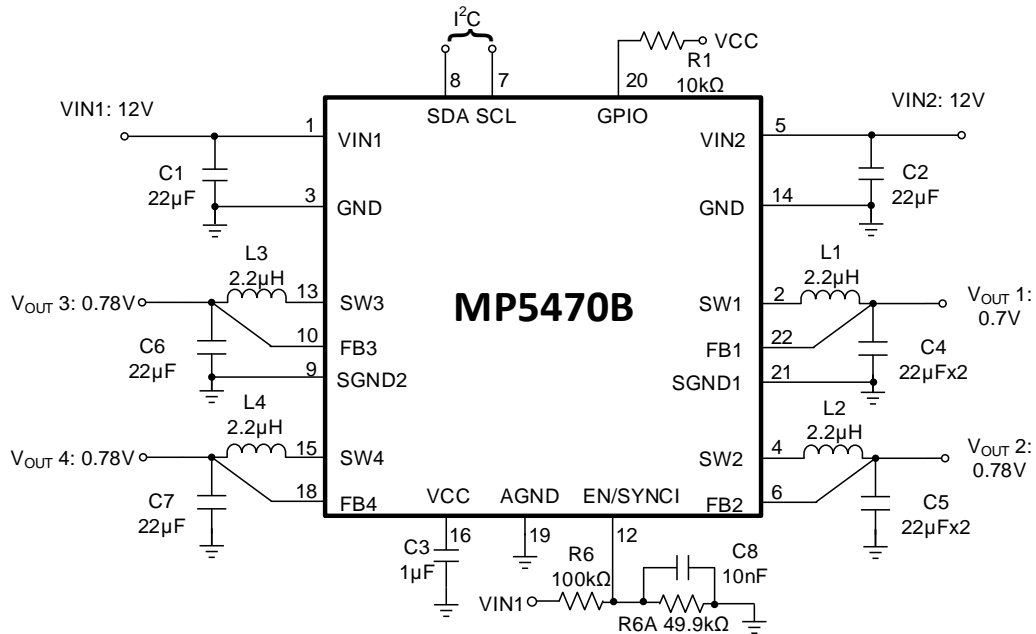 I²C
VCC
R1
10kΩ
8
7
20
SDA SCL
GPIO
VIN1: 12V
VIN2: 12V
1
VIN1
VIN2
5
C1
22µF
C2
22µF
3
GND
GND
14
L3
2.2µH
L1
2.2µH
VOUT 3: 0.78V
13
SW3
MP5470B
SW1
2
VOUT 1:
0.7V
10
FB3
FB1
22
C6
22µF
C4
22µFx2
9
SGND2
SGND1
21
L4
2.2µH
L2
2.2µH
VOUT 4: 0.78V
15
SW4
SW2
4
VOUT 2:
0.78V
18
FB4
VCC
AGND
EN/SYNCI
FB2
6
C7
22µF
C5
22µFx2
16
19
12
C3
1µF
R6
100kΩ
C8
10nF
VIN1
R6A 49.9kΩ